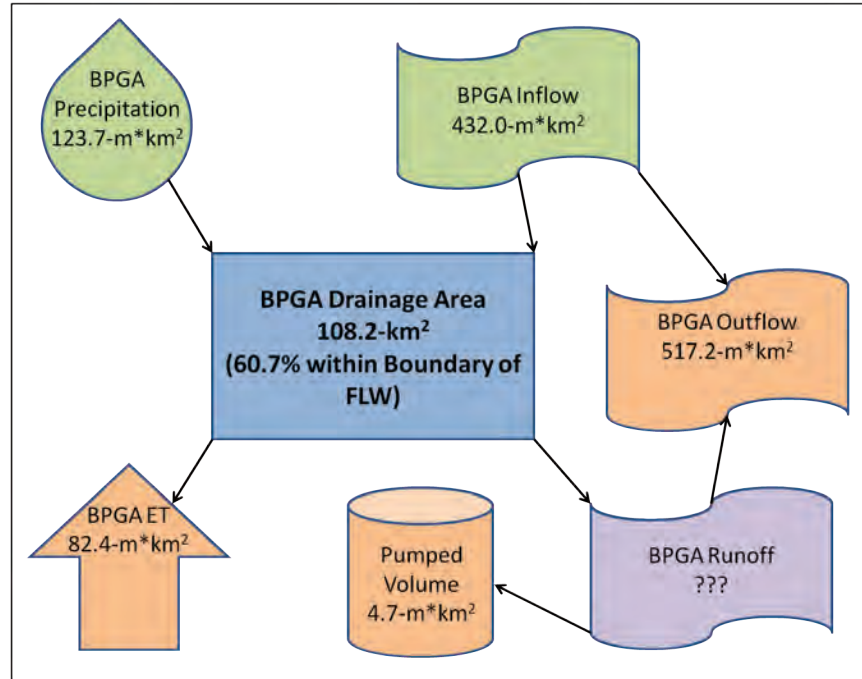 BPGA
Precipitation
123.7-m*km²
BPGA Inflow
432.0-m*km²
BPGA Drainage Area
108.2-km²
(60.7% within Boundary of
FLW)
BPGA Outflow
517.2-m*km²
BPGA ET
82.4-m*km²
Pumped
Volume
4.7-m*km²
BPGA Runoff
???